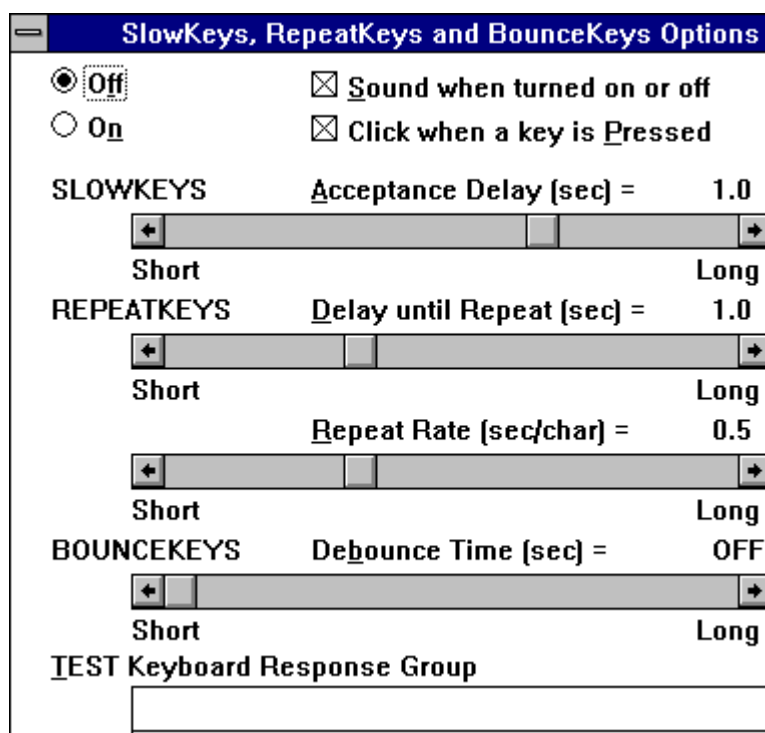 SlowKeys, RepeatKeys and BounceKeys Options
Off
Sound when turned on or off
On
Click when a key is Pressed
SLOWKEYS Acceptance Delay (sec) = 1.0
Short Long
REPEATKEYS Delay until Repeat (sec) = 1.0
Short Long
Repeat Rate (sec/char) = 0.5
Short Long
BOUNCEKEYS Debounce Time (sec) = OFF
Short Long
TEST Keyboard Response Group